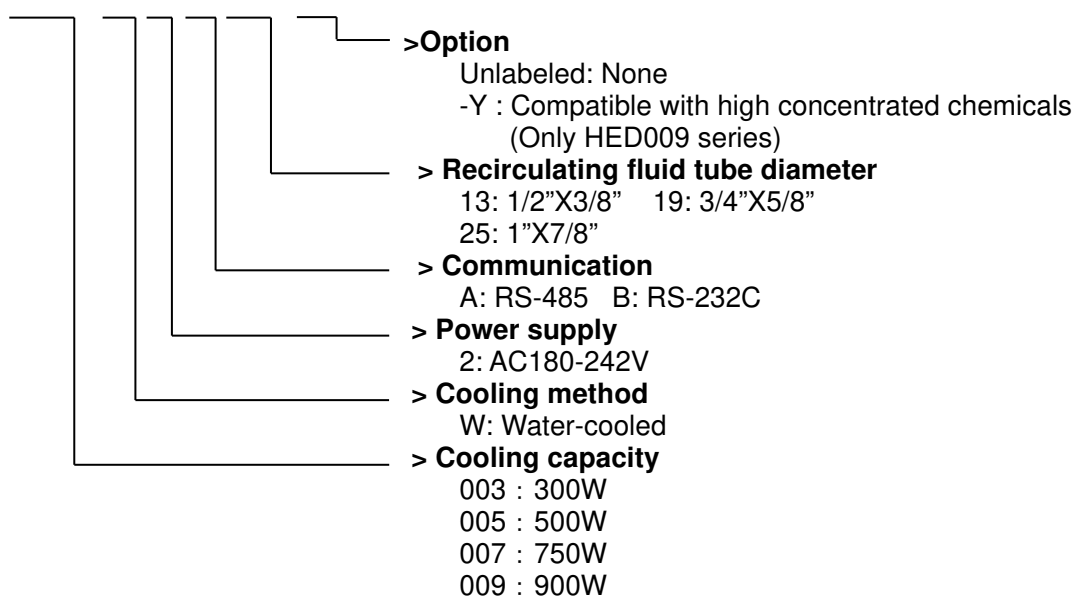 >Option
Unlabeled: None
-Y : Compatible with high concentrated chemicals
(Only HED009 series)
> Recirculating fluid tube diameter
13: 1/2”X3/8” 19: 3/4”X5/8”
25: 1”X7/8”
> Communication
A: RS-485 B: RS-232C
> Power supply
2: AC180-242V
> Cooling method
W: Water-cooled
> Cooling capacity
003 : 300W
005 : 500W
007 : 750W
009 : 900W